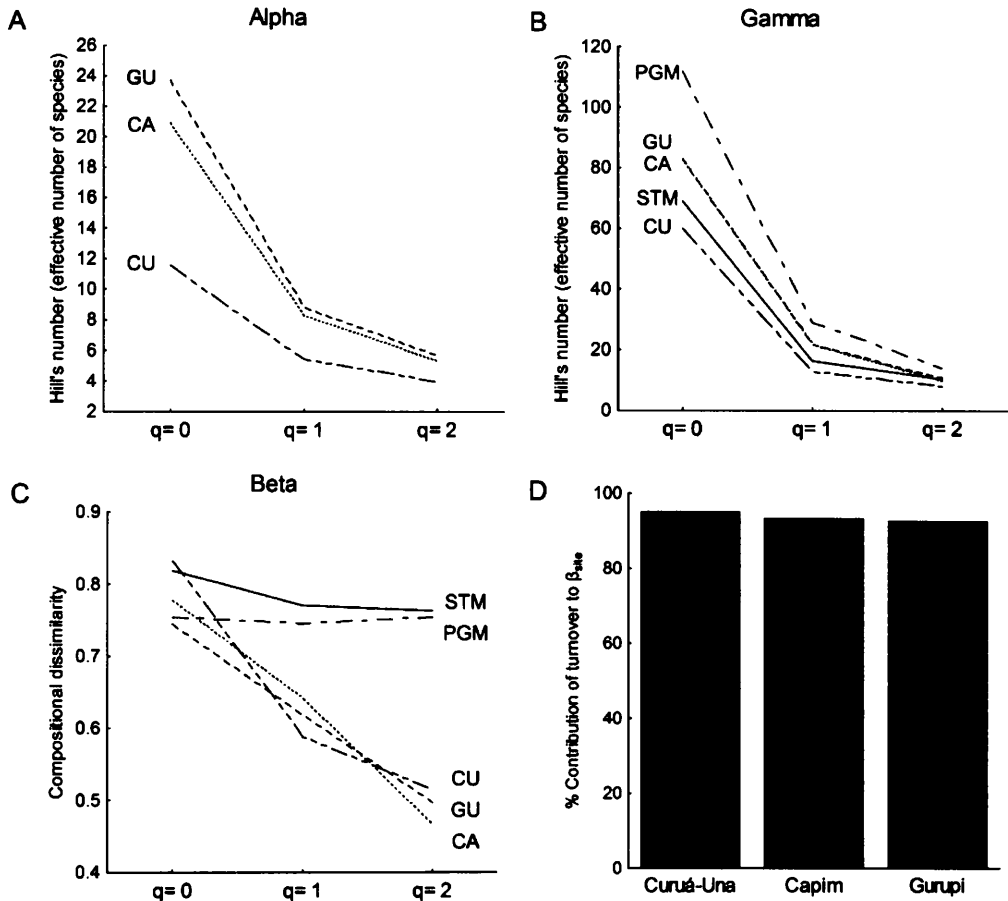 A
Alpha
Hill's number (effective number of species)
26
24
22
20
18
16
14
12
10
8
6
4
2
GU
CA
CU
q= 0
q= 1
q= 2
B
Gamma
Hill's number (effective number of species)
120
100
80
60
40
20
0
PGM
GU
CA
STM
CU
q= 0
q= 1
q= 2
C
Beta
Compositional dissimilarity
0.9
0.8
0.7
0.6
0.5
0.4
STM
PGM
CU
GU
CA
q= 0
q= 1
q= 2
D
% Contribution of turnover to βsite
100
80
60
40
20
0
Curuá-Una
Capim
Gurupi